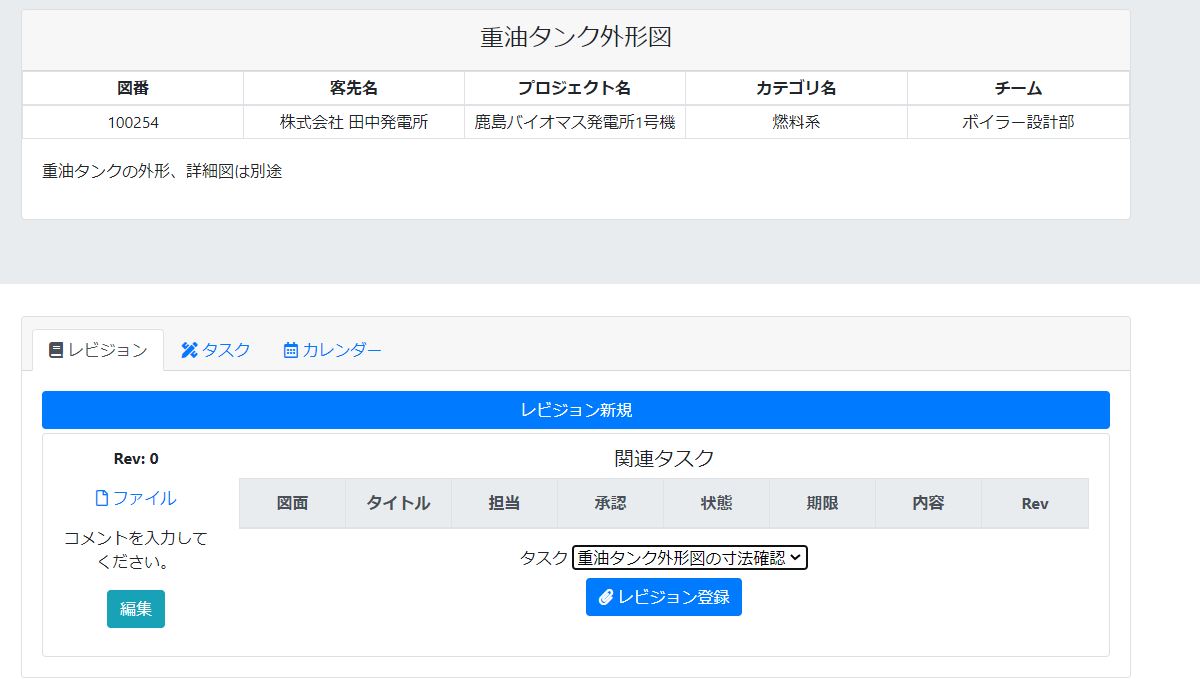 重油タンク外形図
図番 客先名 プロジェクト名 カテゴリ名 チーム
100254 株式会社 田中発電所 鹿島バイオマス発電所1号機 燃料系 ボイラー設計部
重油タンクの外形、詳細図は別途
レビジョン タスク カレンダー
レビジョン新規
Rev: 0
ファイル
コメントを入力して
ください。
編集
関連タスク
図面 タイトル 担当 承認 状態 期限 内容 Rev
タスク 重油タンク外形図の寸法確認
レビジョン登録